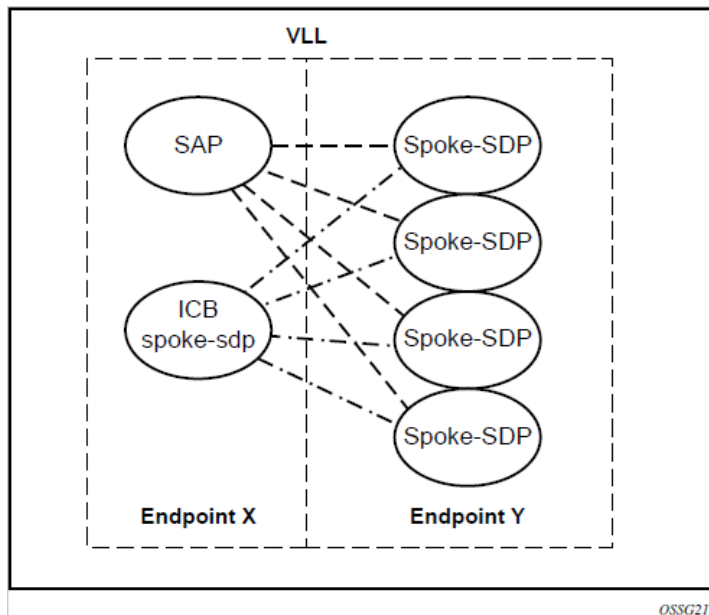 VLL
SAP
Spoke-SDP
Spoke-SDP
ICB
spoke-sdp
Spoke-SDP
Spoke-SDP
Endpoint X
Endpoint Y
OSSG21